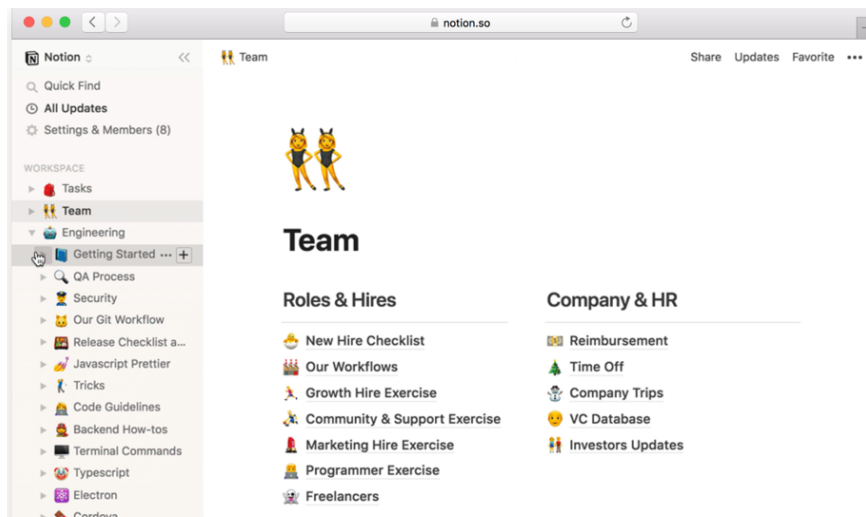 notion.so
Notion
Quick Find
All Updates
Settings & Members (8)
WORKSPACE
Tasks
Team
Engineering
Getting Started
QA Process
Security
Our Git Workflow
Release Checklist a...
Javascript Prettier
Tricks
Code Guidelines
Backend How-tos
Terminal Commands
Typescript
Electron
Cordova
Team
Share Updates Favorite
Team
Roles & Hires
New Hire Checklist
Our Workflows
Growth Hire Exercise
Community & Support Exercise
Marketing Hire Exercise
Programmer Exercise
Freelancers
Company & HR
Reimbursement
Time Off
Company Trips
VC Database
Investors Updates